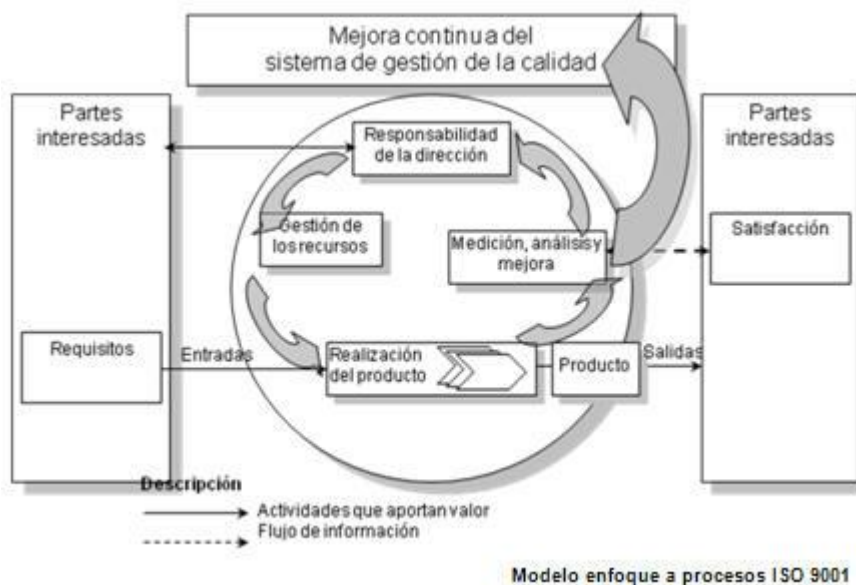 Mejora continua del
sistema de gestión de la calidad
Partes
interesadas
Responsabilidad
de la dirección
Partes
interesadas
Gestión de
los recursos
Medición, análisis y
mejora
Satisfacción
Requisitos
Entradas
Realización
del producto
Producto
Salidas
Descripción
Actividades que aportan valor
Flujo de información
Modelo enfoque a procesos ISO 9001